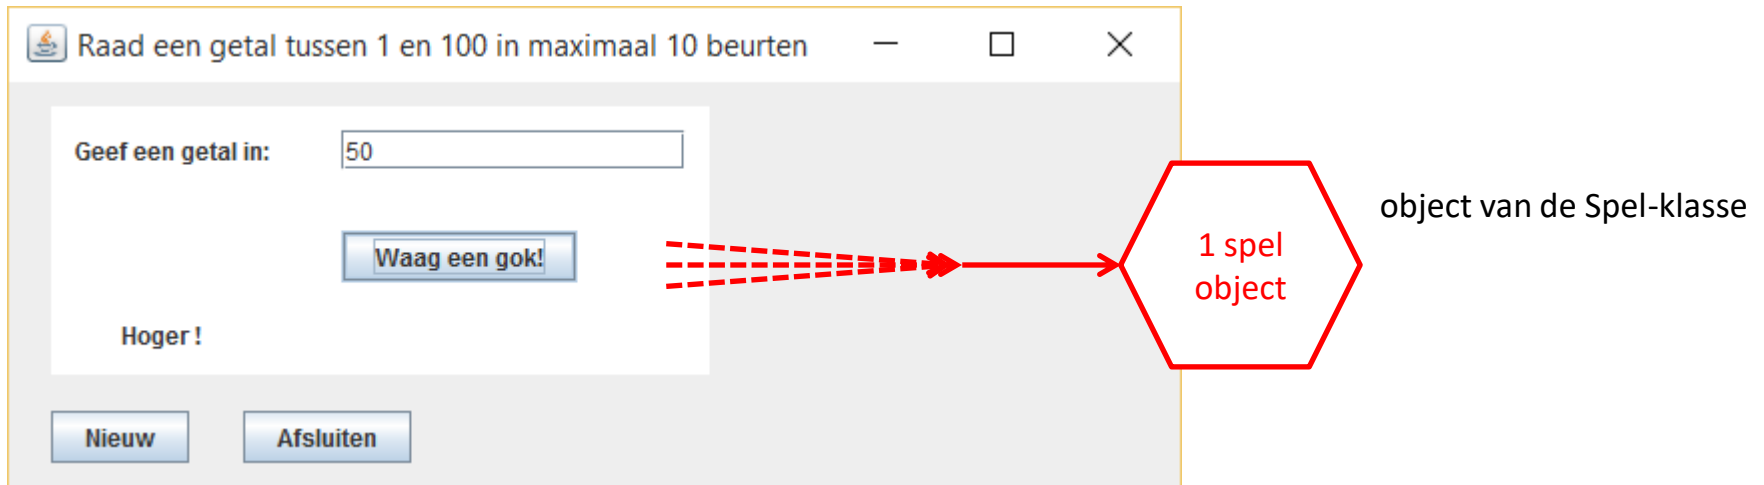 Raad een getal tussen 1 en 100 in maximaal 10 beurten
Geef een getal in:
50
Waag een gok!
Hoger !
Nieuw
Afsluiten
1 spel
object
object van de Spel-klasse